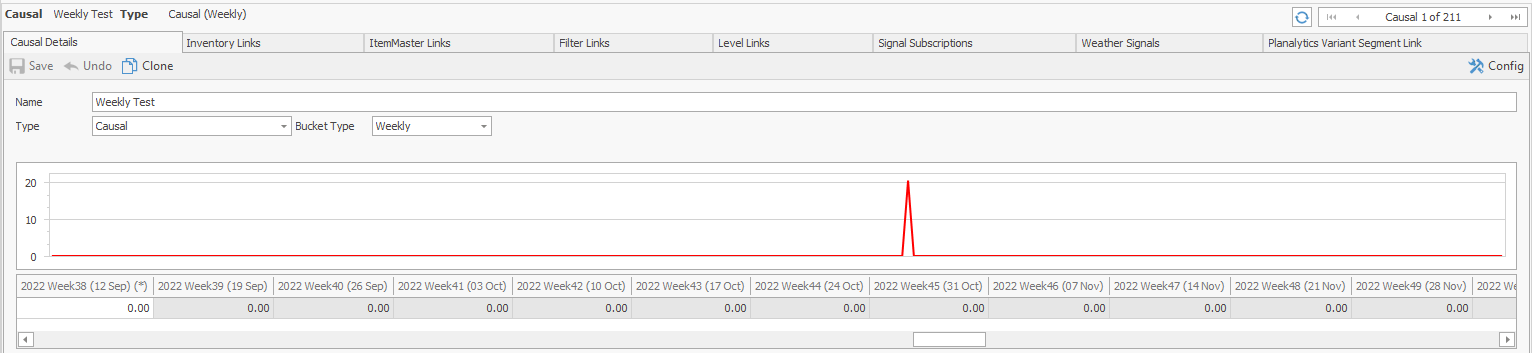 Causal Weekly Test Type Causal (Weekly) Causal 1 of 211
Causal Details Inventory Links ItemMaster Links Filter Links Level Links Signal Subscriptions Weather Signals Planalytics Variant Segment Link
Save Undo Clone Config
Name Weekly Test
Type Causal Bucket Type Weekly
20
10
0
2022 Week38 (12 Sep) (*) 2022 Week39 (19 Sep) 2022 Week40 (26 Sep) 2022 Week41 (03 Oct) 2022 Week42 (10 Oct) 2022 Week43 (17 Oct) 2022 Week44 (24 Oct) 2022 Week45 (31 Oct) 2022 Week46 (07 Nov) 2022 Week47 (14 Nov) 2022 Week48 (21 Nov) 2022 Week49 (28 Nov) 2022 We
0.00 0.00 0.00 0.00 0.00 0.00 0.00 0.00 0.00 0.00 0.00 0.00